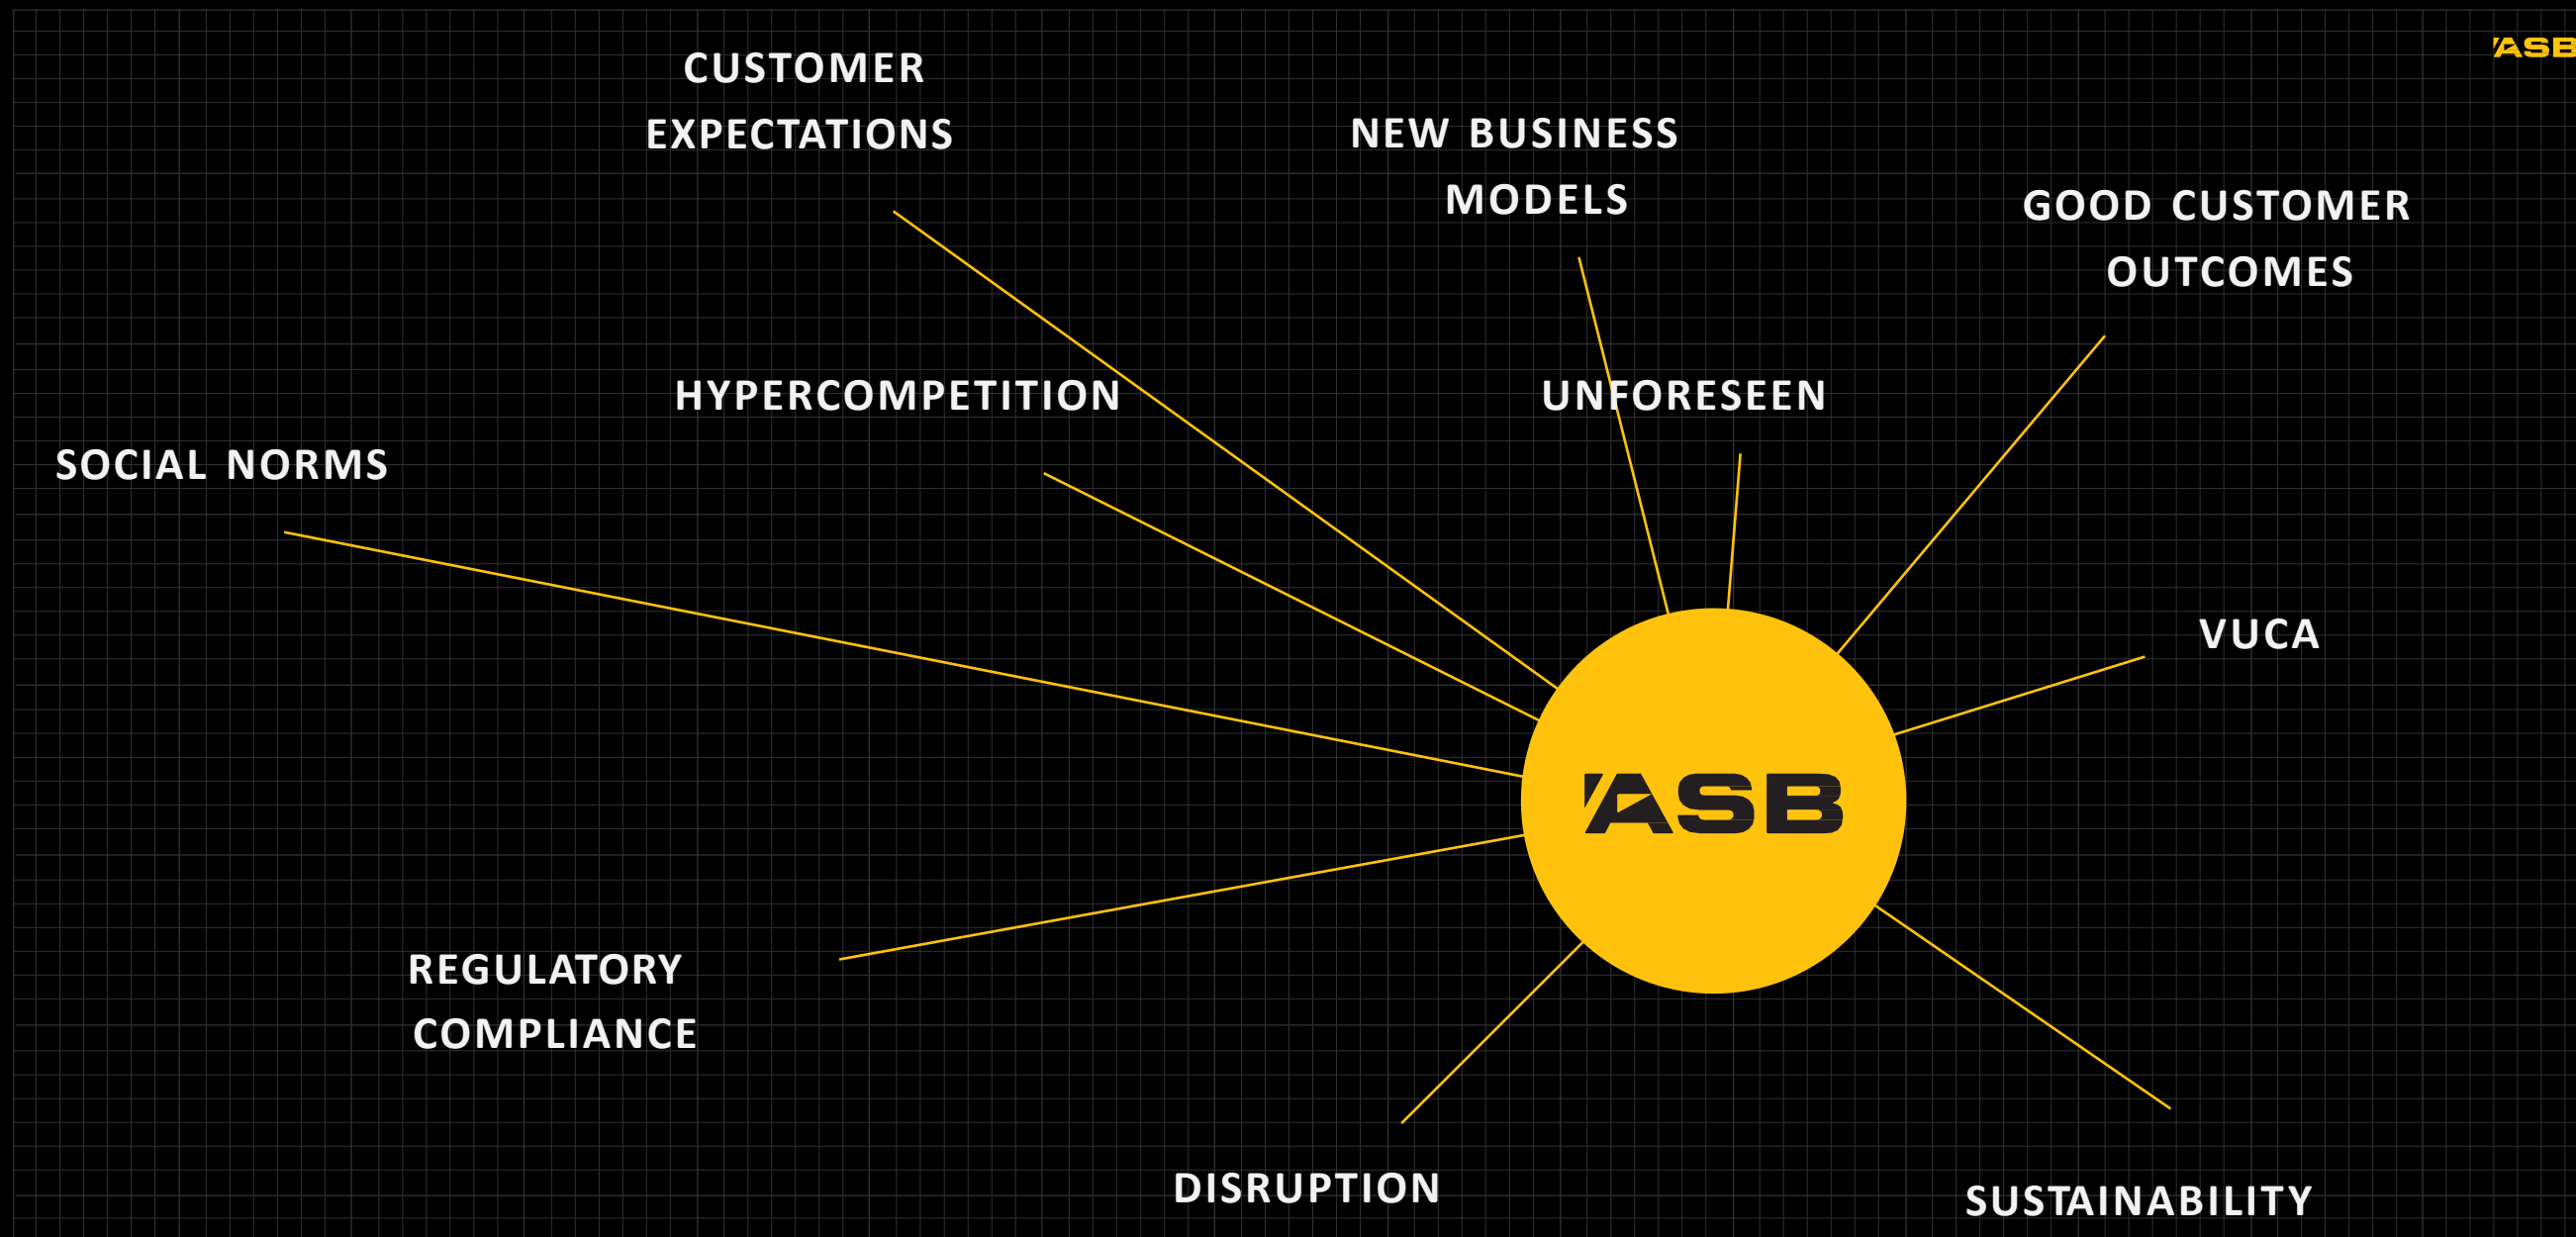 ASB
CUSTOMER
EXPECTATIONS
NEW BUSINESS
MODELS
GOOD CUSTOMER
OUTCOMES
HYPERCOMPETITION
UNFORESEEN
SOCIAL NORMS
VUCA
ASB
REGULATORY
COMPLIANCE
DISRUPTION
SUSTAINABILITY